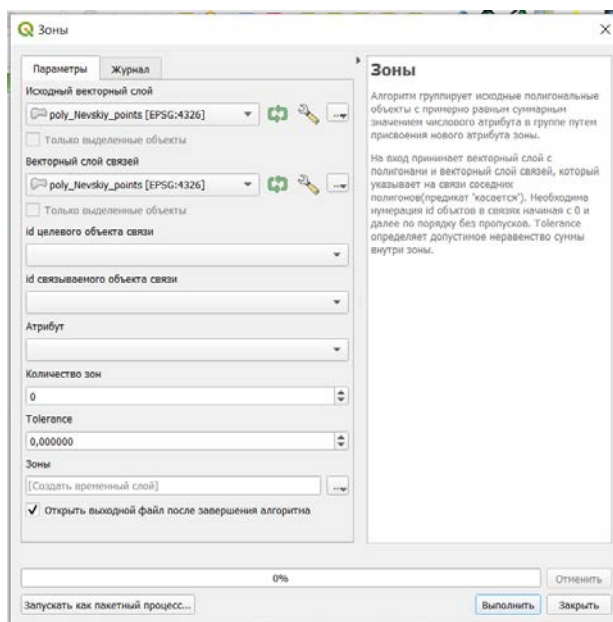 Зоны
Параметры
Журнал
Исходный векторный слой
poly_Nevskiy_points [EPSG:4326]
Только выделенные объекты
Векторный слой связей
poly_Nevskiy_points [EPSG:4326]
Только выделенные объекты
id целевого объекта связи
id связываемого объекта связи
Атрибут
Количество зон
0
Tolerance
0,000000
Зоны
[Создать временный слой]
Открыть выходной файл после завершения алгоритма
Зоны
Алгоритм группирует исходные полигональные
объекты с примерно равным суммарным
значением числового атрибута в группе путем
присвоения нового атрибута зоны.
На вход принимает векторный слой с
полигонами и векторный слой связей, который
указывает на связи соседних
полигонов(предикат 'касается'). Необходима
нумерация id объктов в связях начиная с 0 и
далее по порядку без пропусков. Tolerance
определяет допустимое неравенство суммы
внутри зоны.
0%
Отменить
Запускать как пакетный процесс...
Выполнить
Закрыть